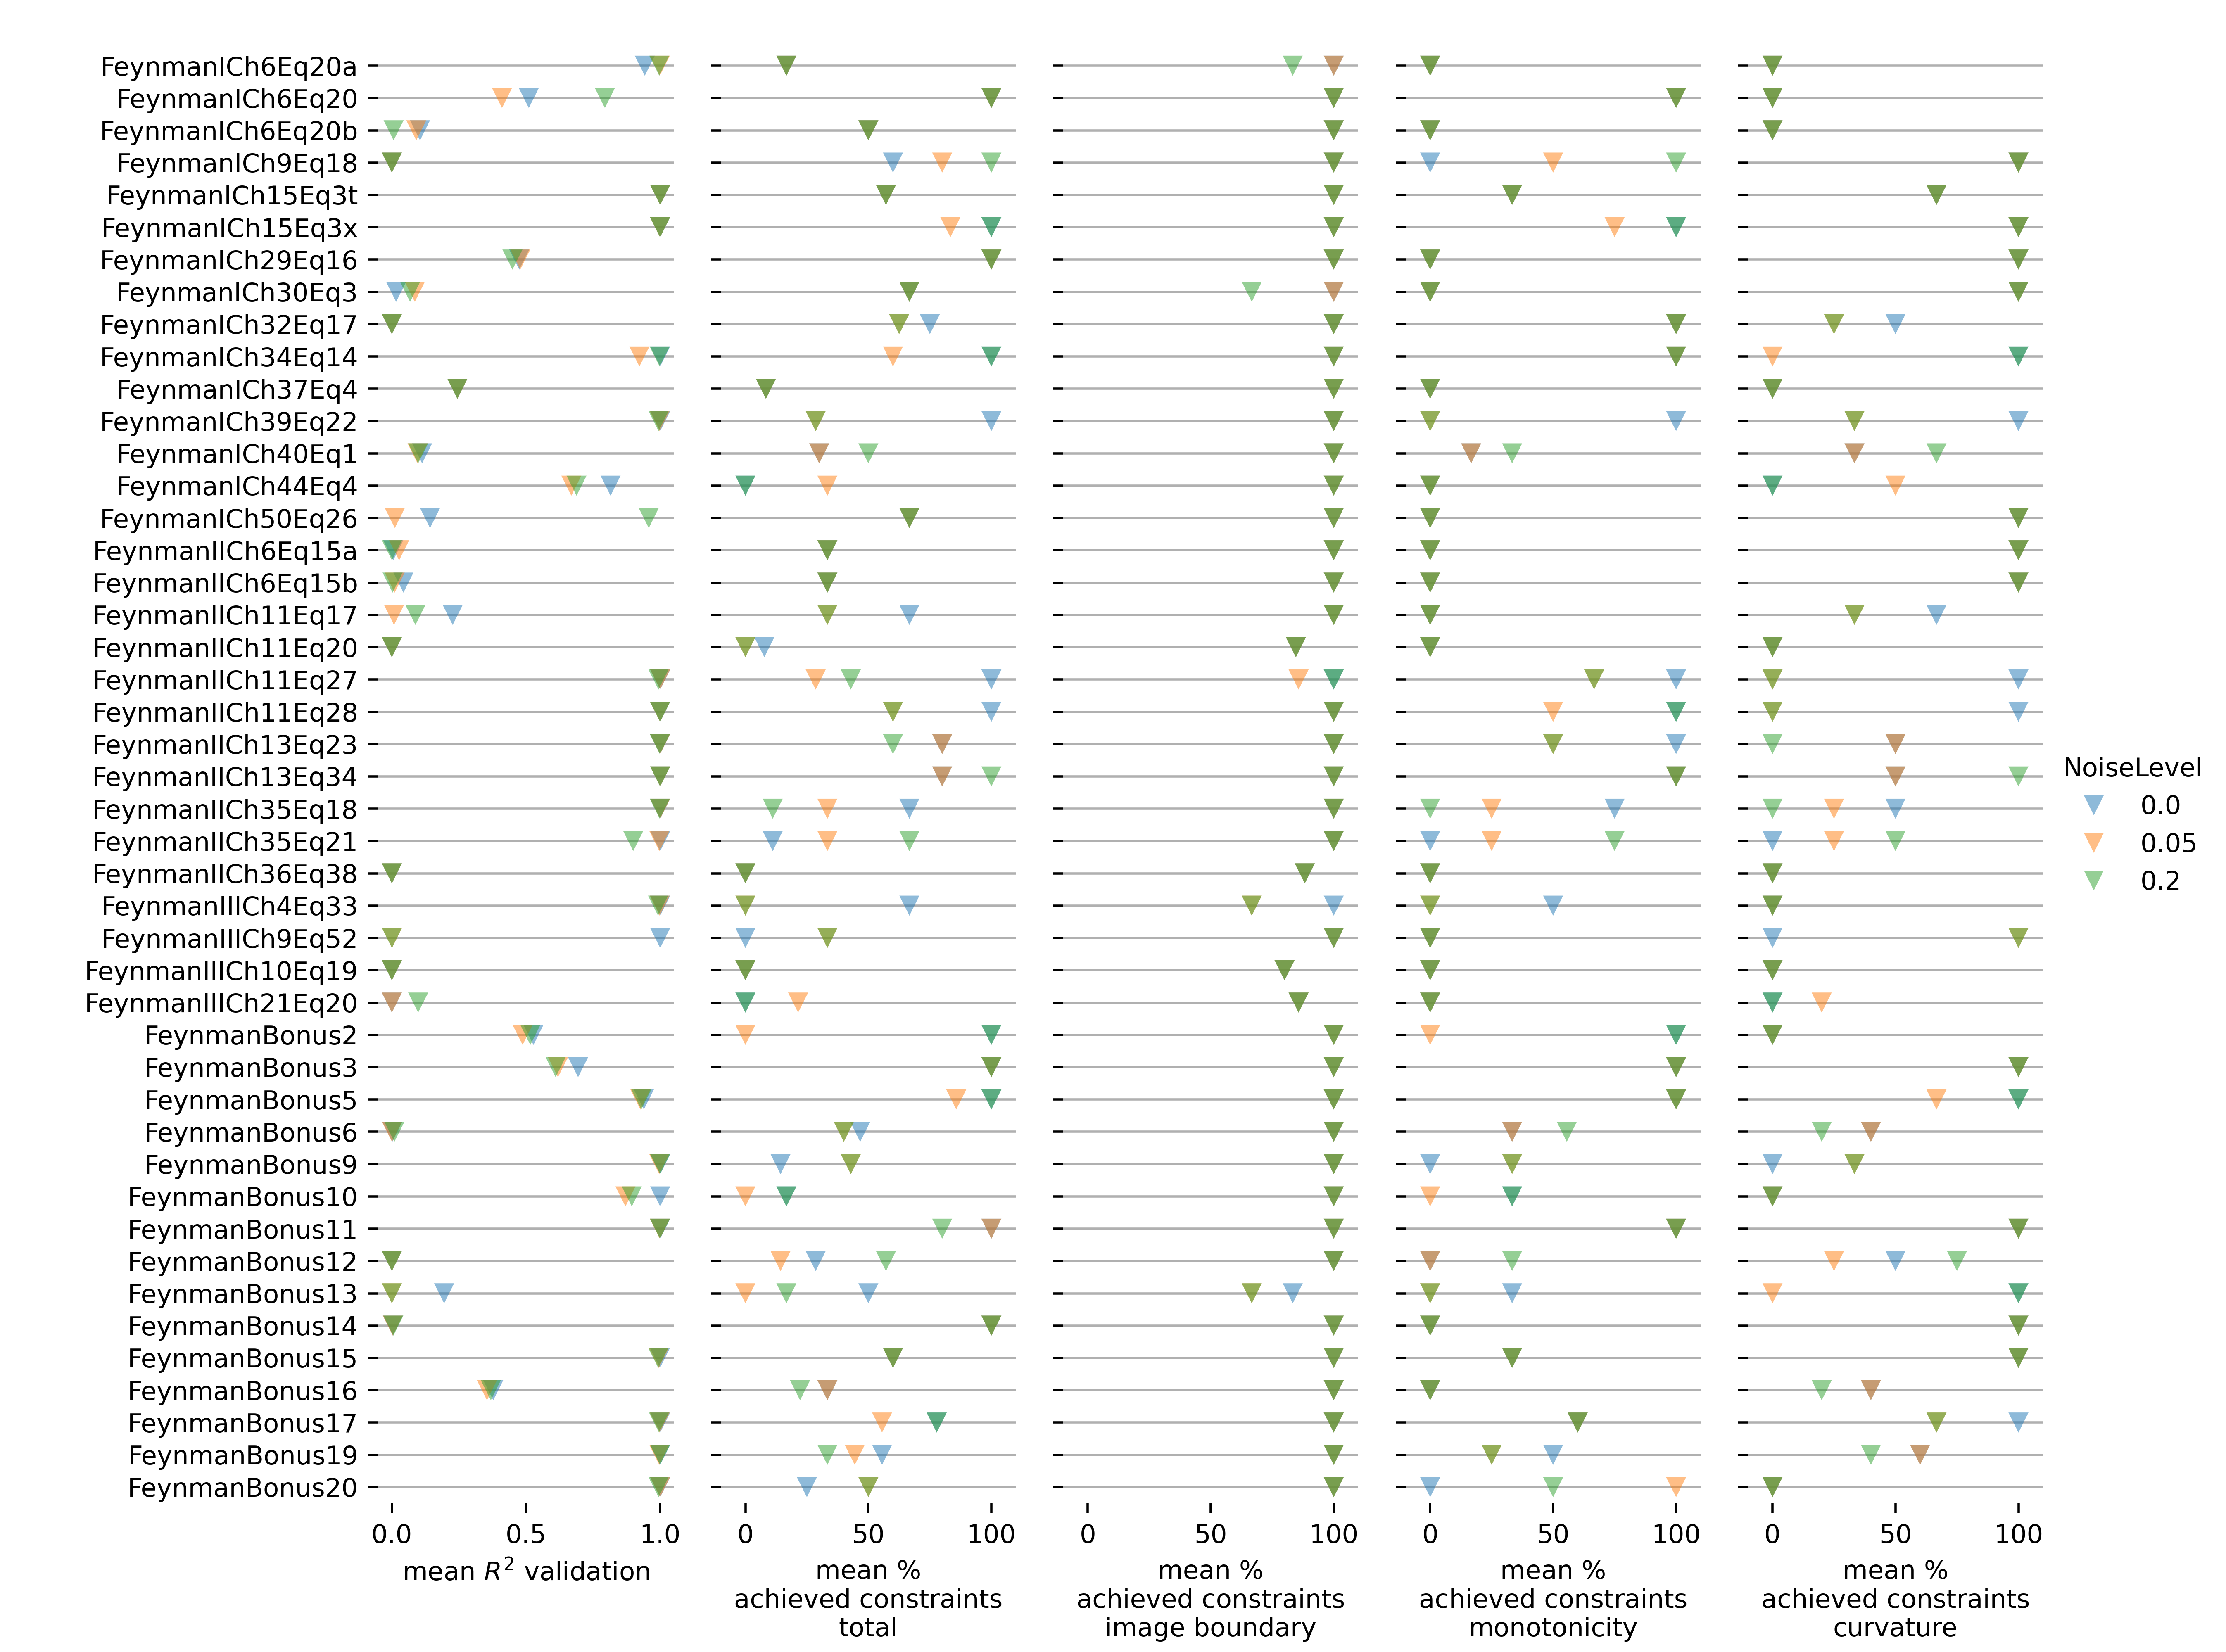 FeynmanICh6Eq20a
FeynmanICh6Eq20
FeynmanICh6Eq20b
FeynmanICh9Eq18
FeynmanICh15Eq3t
FeynmanICh15Eq3x
FeynmanICh29Eq16
FeynmanICh30Eq3
FeynmanICh32Eq17
FeynmanICh34Eq14
FeynmanICh37Eq4
FeynmanICh39Eq22
FeynmanICh40Eq1
FeynmanICh44Eq4
FeynmanICh50Eq26
FeynmanIICh6Eq15a
FeynmanIICh6Eq15b
FeynmanIICh11Eq17
FeynmanIICh11Eq20
FeynmanIICh11Eq27
FeynmanIICh11Eq28
FeynmanIICh13Eq23
FeynmanIICh13Eq34
FeynmanIICh35Eq18
FeynmanIICh35Eq21
FeynmanIICh36Eq38
FeynmanIIICh4Eq33
FeynmanIIICh9Eq52
FeynmanIIICh10Eq19
FeynmanIIICh21Eq20
FeynmanBonus2
FeynmanBonus3
FeynmanBonus5
FeynmanBonus6
FeynmanBonus9
FeynmanBonus10
FeynmanBonus11
FeynmanBonus12
FeynmanBonus13
FeynmanBonus14
FeynmanBonus15
FeynmanBonus16
FeynmanBonus17
FeynmanBonus19
FeynmanBonus20
0.0 0.5 1.0
mean R² validation
0 50 100
mean %
achieved constraints
total
0 50 100
mean %
achieved constraints
image boundary
0 50 100
mean %
achieved constraints
monotonicity
0 50 100
mean %
achieved constraints
curvature
NoiseLevel
0.0
0.05
0.2